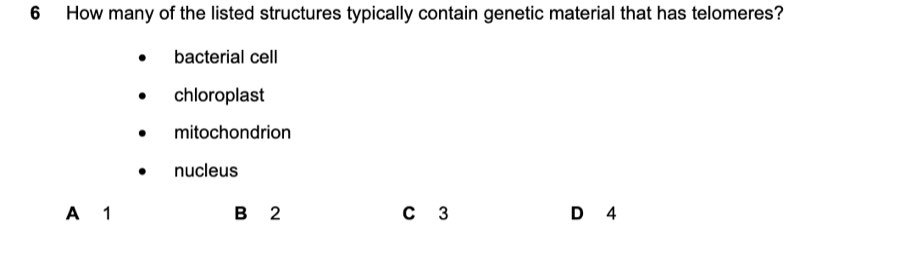 6 How many of the listed structures typically contain genetic material that has telomeres?
• bacterial cell
• chloroplast
• mitochondrion
• nucleus
A 1 B 2 C 3 D 4